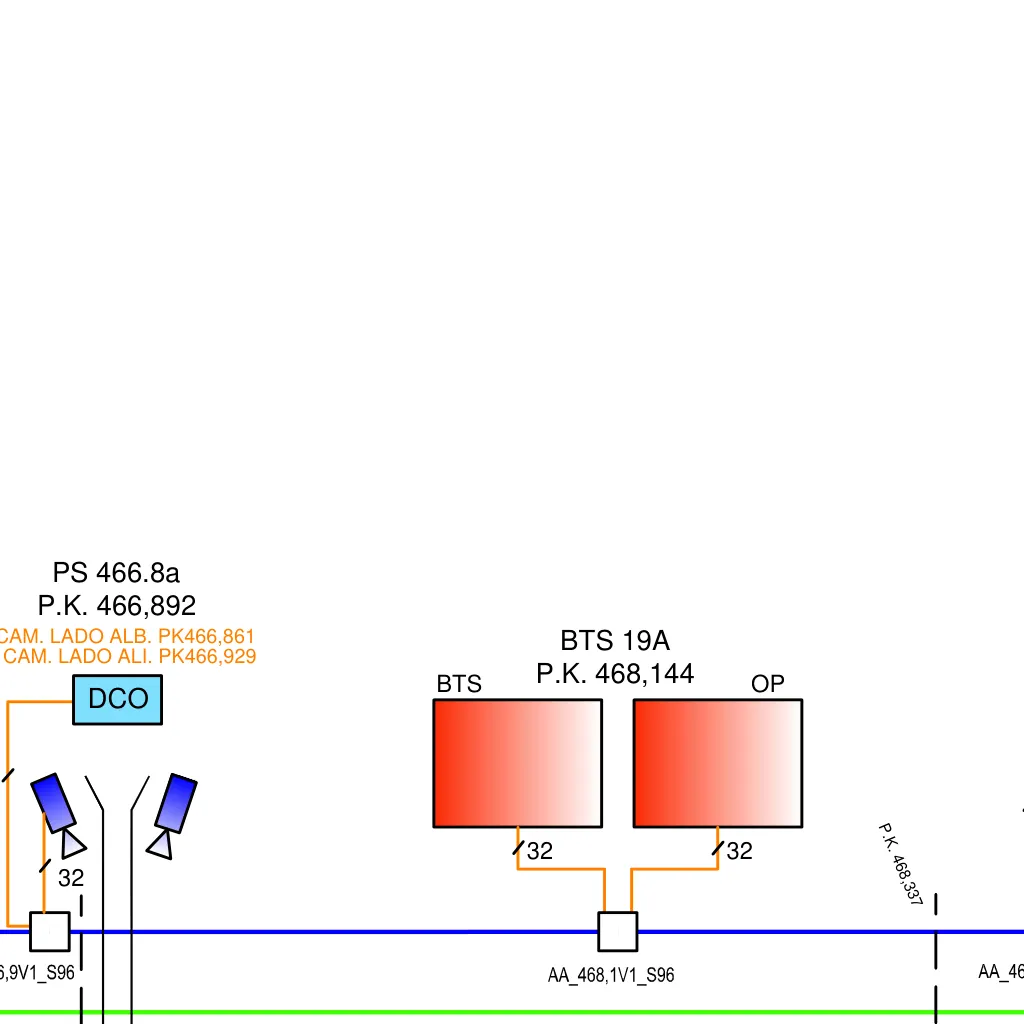 PS 466.8a
P.K. 466,892
CAM. LADO ALB. PK466,861
CAM. LADO ALI. PK466,929
DCO
32
6,9V1_S96
BTS 19A
P.K. 468,144
BTS
OP
32
32
AA_468,1V1_S96
P.K. 468,337
AA_46